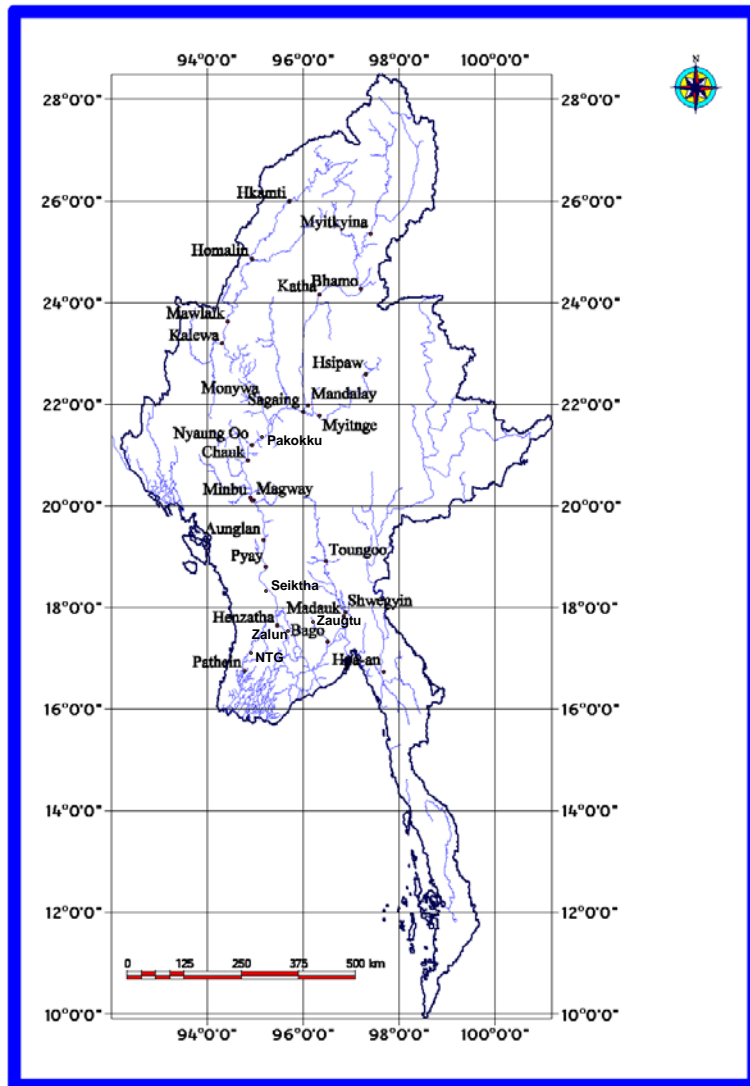 N
94°0'0" 96°0'0" 98°0'0" 100°0'0"
28°0'0" 28°0'0"
26°0'0" 26°0'0"
Hkamti
Myitkyina
Homalin
Bhamo
Katha
24°0'0" 24°0'0"
Mawlaik
Kalewa
Hsipaw
Monywa
Sagaing
Mandalay
22°0'0" 22°0'0"
Myitnge
Nyaung Oo
Pakokku
Chauk
Minbu
Magway
20°0'0" 20°0'0"
Aunglan
Toungoo
Pyay
Seiktha
18°0'0" 18°0'0"
Madauk
Shwegyin
Henzatha
Zaugtu
Zalun
Bago
NTG
Hpa-an
Pathein
16°0'0" 16°0'0"
14°0'0" 14°0'0"
12°0'0" 12°0'0"
0 125 250 375 500 km
10°0'0" 10°0'0"
94°0'0" 96°0'0" 98°0'0" 100°0'0"